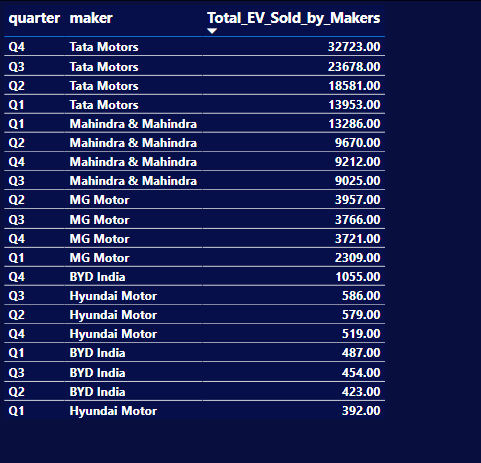 quarter maker Total_EV_Sold_by_Makers
Q4 Tata Motors 32723.00
Q3 Tata Motors 23678.00
Q2 Tata Motors 18581.00
Q1 Tata Motors 13953.00
Q1 Mahindra & Mahindra 13286.00
Q2 Mahindra & Mahindra 9670.00
Q4 Mahindra & Mahindra 9212.00
Q3 Mahindra & Mahindra 9025.00
Q2 MG Motor 3957.00
Q3 MG Motor 3766.00
Q4 MG Motor 3721.00
Q1 MG Motor 2309.00
Q4 BYD India 1055.00
Q3 Hyundai Motor 586.00
Q2 Hyundai Motor 579.00
Q4 Hyundai Motor 519.00
Q1 BYD India 487.00
Q3 BYD India 454.00
Q2 BYD India 423.00
Q1 Hyundai Motor 392.00